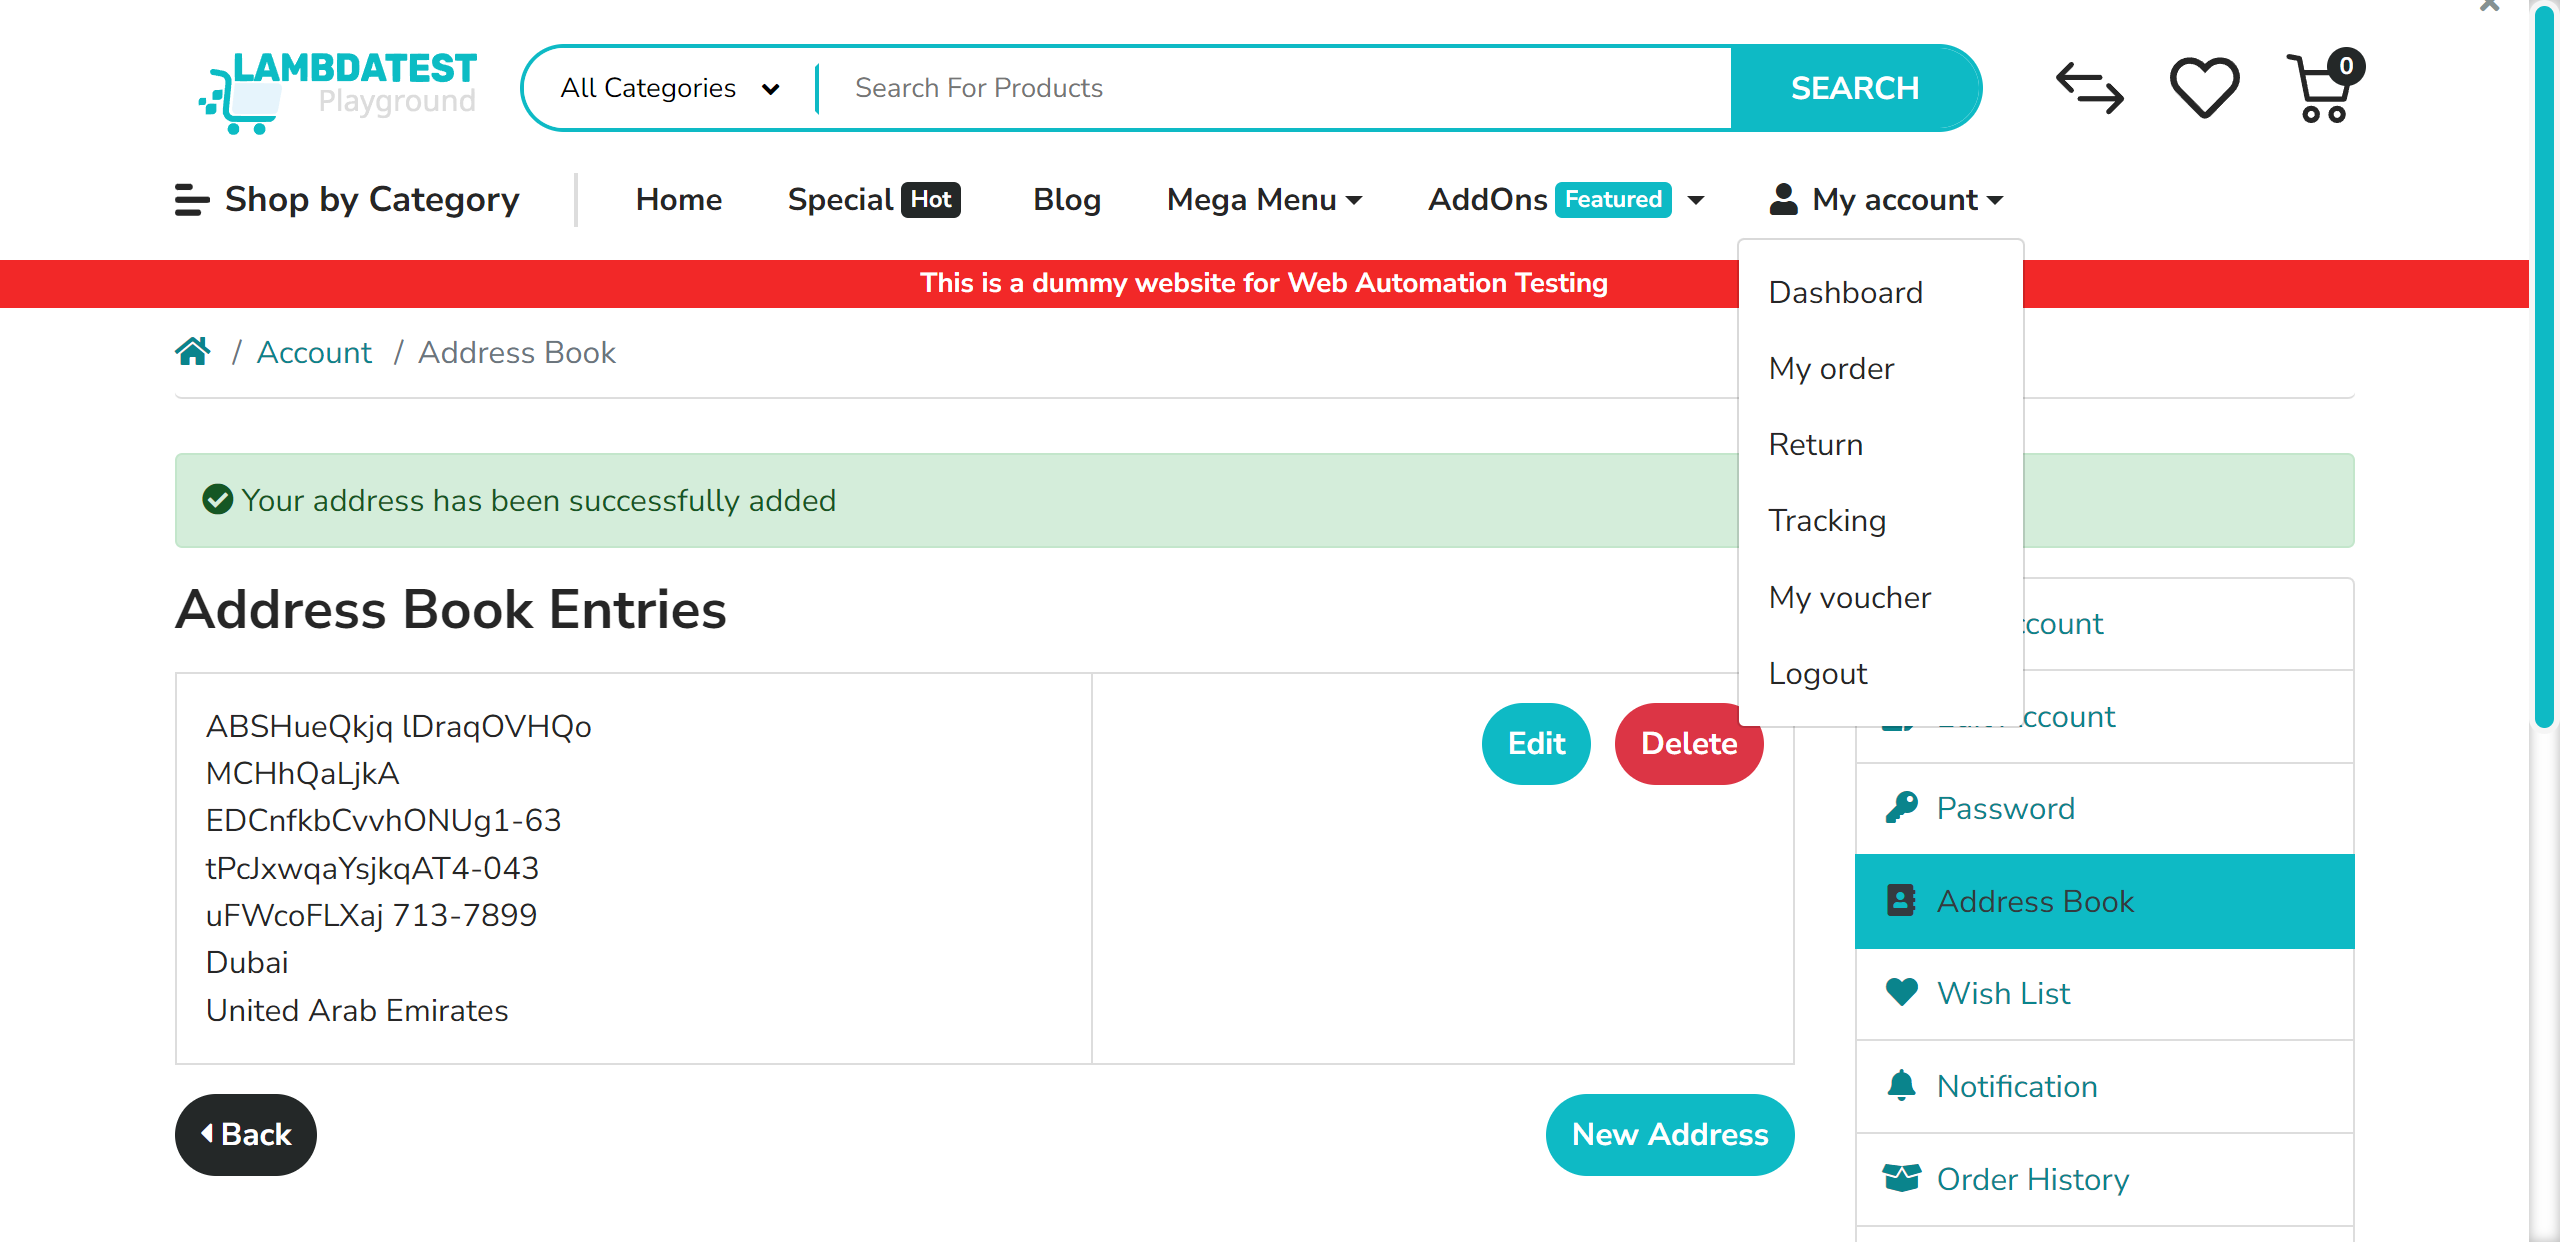 LAMBDATEST
Playground
All Categories
Search For Products
SEARCH
0
Shop by Category
Home
Special Hot
Blog
Mega Menu
AddOns Featured
My account
This is a dummy website for Web Automation Testing
Dashboard
My order
Return
Tracking
My voucher
Logout
/ Account / Address Book
Your address has been successfully added
Address Book Entries
ABSHueQkjq lDraqOVHQo
MCHhQaLjkA
EDCnfkbCvvhONUg1-63
tPcJxwqaYsjkqAT4-043
uFWcoFLXaj 713-7899
Dubai
United Arab Emirates
Edit
Delete
Back
New Address
ccount
ccount
Password
Address Book
Wish List
Notification
Order History